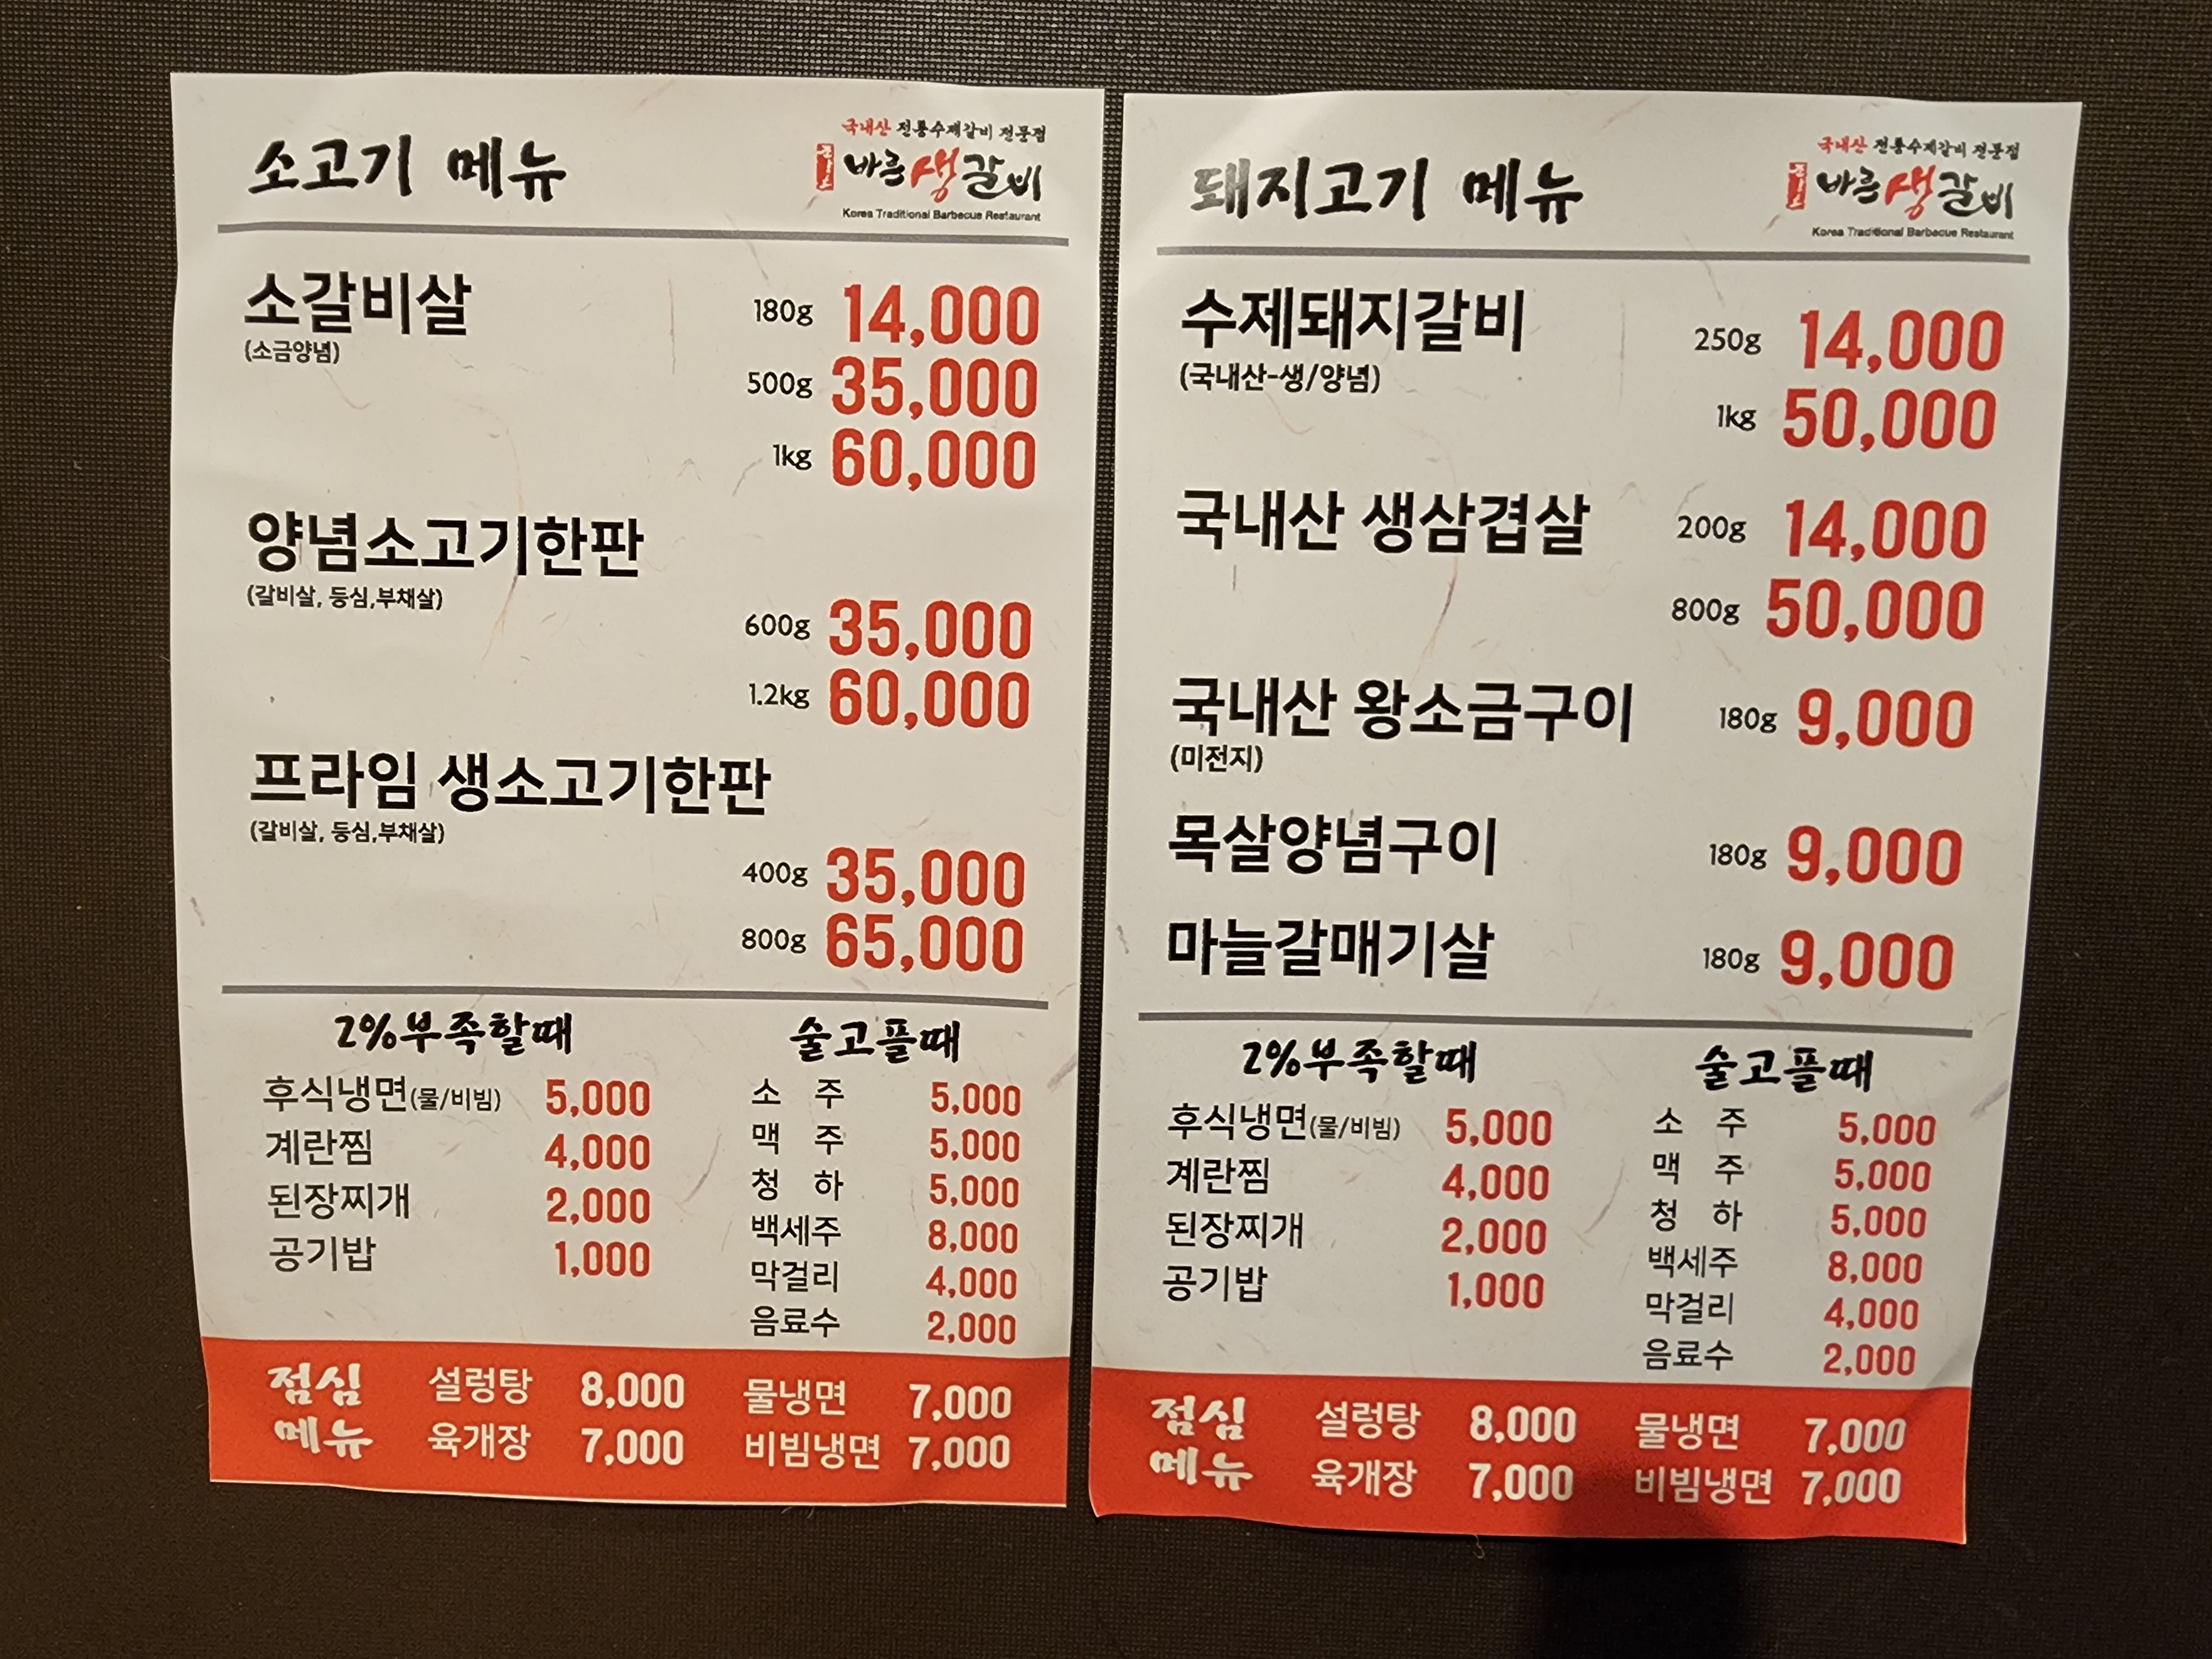 소고기 메뉴
국내산 전통수제갈비 전문점
바른생갈비
Korea Traditional Barbecue Restaurant
소갈비살 180g 14,000
(소금양념)
500g 35,000
1kg 60,000
양념소고기한판
(갈비살, 등심,부채살)
600g 35,000
1.2kg 60,000
프라임 생소고기한판
(갈비살, 등심,부채살)
400g 35,000
800g 65,000
2%부족할때
후식냉면(물/비빔) 5,000
계란찜 4,000
된장찌개 2,000
공기밥 1,000
술고플때
소 주 5,000
맥 주 5,000
청 하 5,000
백세주 8,000
막걸리 4,000
음료수 2,000
점심 메뉴
설렁탕 8,000 물냉면 7,000
육개장 7,000 비빔냉면 7,000
돼지고기 메뉴
국내산 전통수제갈비 전문점
바른생갈비
Korea Traditional Barbecue Restaurant
수제돼지갈비 250g 14,000
(국내산-생/양념)
1kg 50,000
국내산 생삼겹살 200g 14,000
800g 50,000
국내산 왕소금구이 180g 9,000
(미전지)
목살양념구이 180g 9,000
마늘갈매기살 180g 9,000
2%부족할때
후식냉면(물/비빔) 5,000
계란찜 4,000
된장찌개 2,000
공기밥 1,000
술고플때
소 주 5,000
맥 주 5,000
청 하 5,000
백세주 8,000
막걸리 4,000
음료수 2,000
점심 메뉴
설렁탕 8,000 물냉면 7,000
육개장 7,000 비빔냉면 7,000